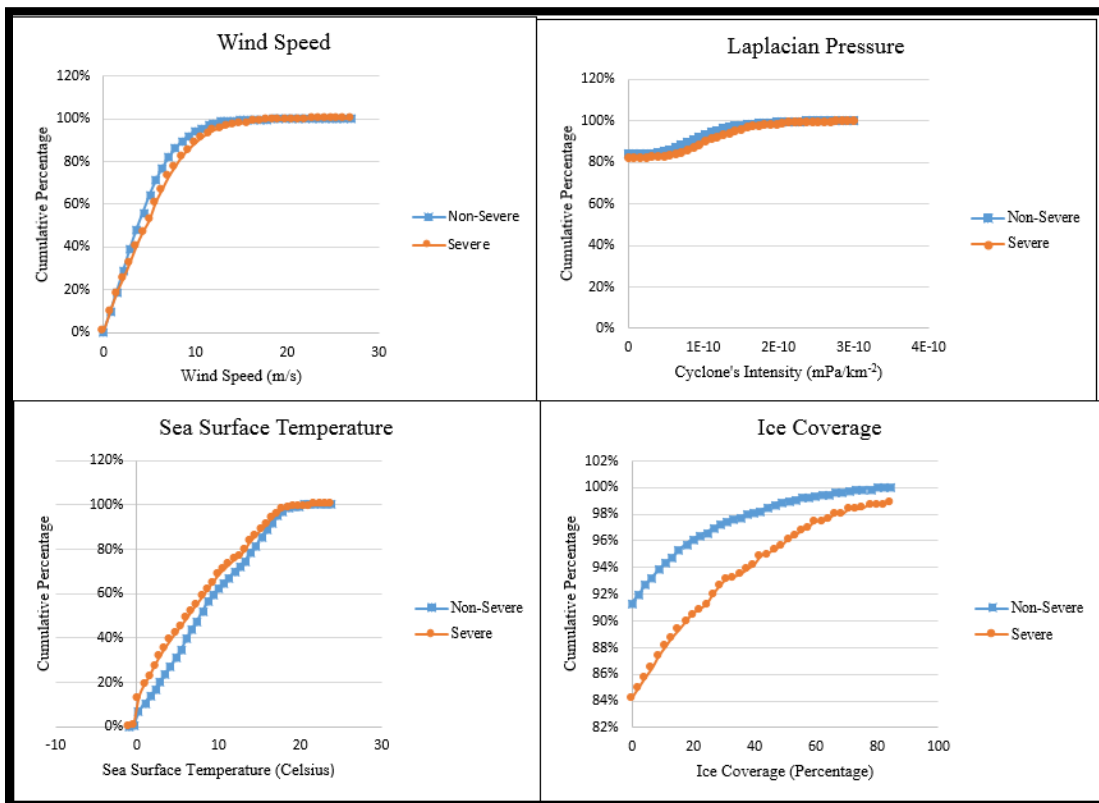 Wind Speed
120%
100%
80%
60%
40%
20%
0%
Cumulative Percentage
0 10 20 30
Wind Speed (m/s)
Non-Severe
Severe
Laplacian Pressure
120%
100%
80%
60%
40%
20%
0%
Cumulative Percentage
0 1E-10 2E-10 3E-10 4E-10
Cyclone's Intensity (mPa/km⁻²)
Non-Severe
Severe
Sea Surface Temperature
120%
100%
80%
60%
40%
20%
0%
Cumulative Percentage
-10 0 10 20 30
Sea Surface Temperature (Celsius)
Non-Severe
Severe
Ice Coverage
102%
100%
98%
96%
94%
92%
90%
88%
86%
84%
82%
Cumulative Percentage
0 20 40 60 80 100
Ice Coverage (Percentage)
Non-Severe
Severe